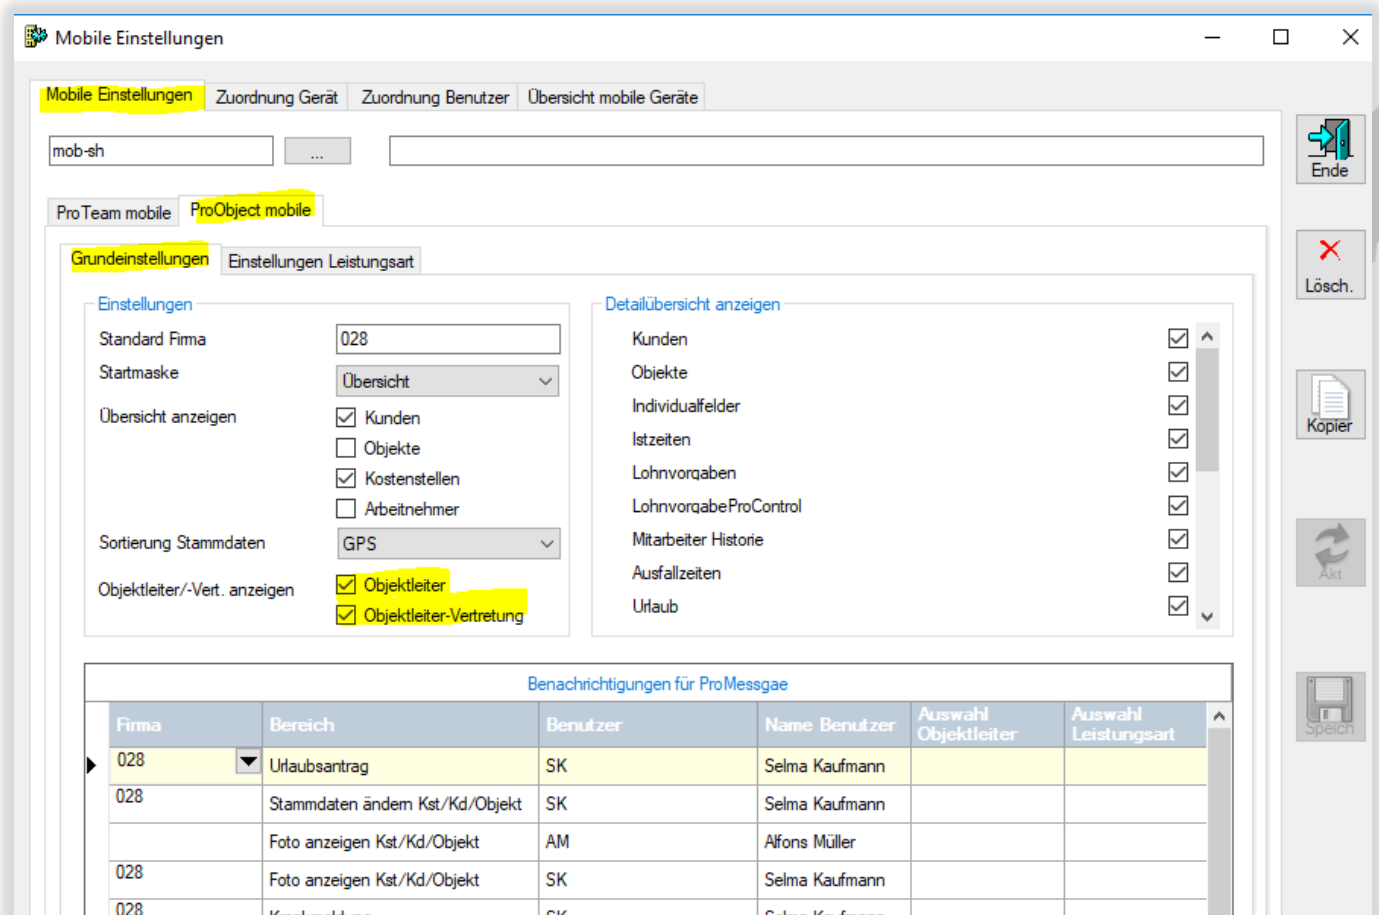 Mobile Einstellungen
Mobile Einstellungen Zuordnung Gerät Zuordnung Benutzer Übersicht mobile Geräte
mob-sh ...
Ende
ProTeam mobile ProObject mobile
Grundeinstellungen Einstellungen Leistungsart
Lösch.
Einstellungen
Standard Firma 028
Startmaske Übersicht
Übersicht anzeigen Kunden
Objekte
Kostenstellen
Arbeitnehmer
Sortierung Stammdaten GPS
Objektleiter/-Vert. anzeigen Objektleiter
Objektleiter-Vertretung
Detailübersicht anzeigen
Kunden
Objekte
Individualfelder
Istzeiten
Lohnvorgaben
LohnvorgabeProControl
Mitarbeiter Historie
Ausfallzeiten
Urlaub
Kopier
Akt
Speich
Benachrichtigungen für ProMessgae
Firma Bereich Benutzer Name Benutzer Auswahl Objektleiter Auswahl Leistungsart
028 Urlaubsantrag SK Selma Kaufmann
028 Stammdaten ändern Kst/Kd/Objekt SK Selma Kaufmann
Foto anzeigen Kst/Kd/Objekt AM Alfons Müller
028 Foto anzeigen Kst/Kd/Objekt SK Selma Kaufmann
028 Krankmeldung SK Selma Kaufmann